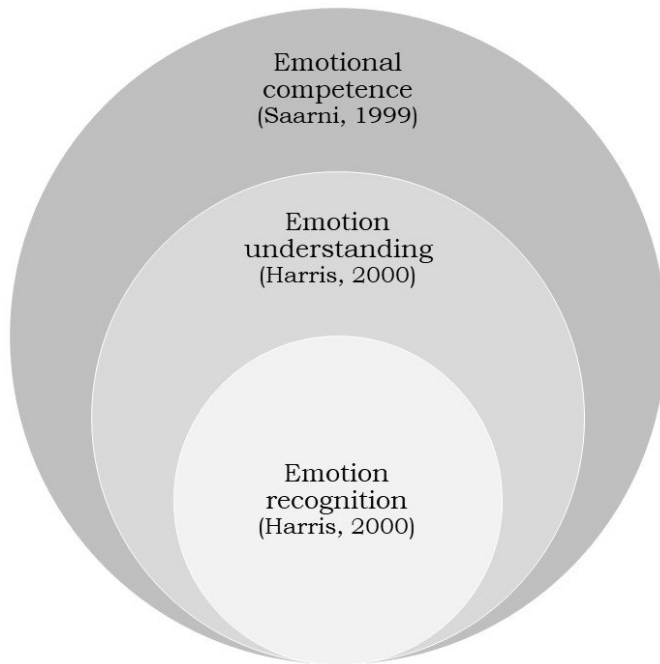 Emotional
competence
(Saarni, 1999)
Emotion
understanding
(Harris, 2000)
Emotion
recognition
(Harris, 2000)